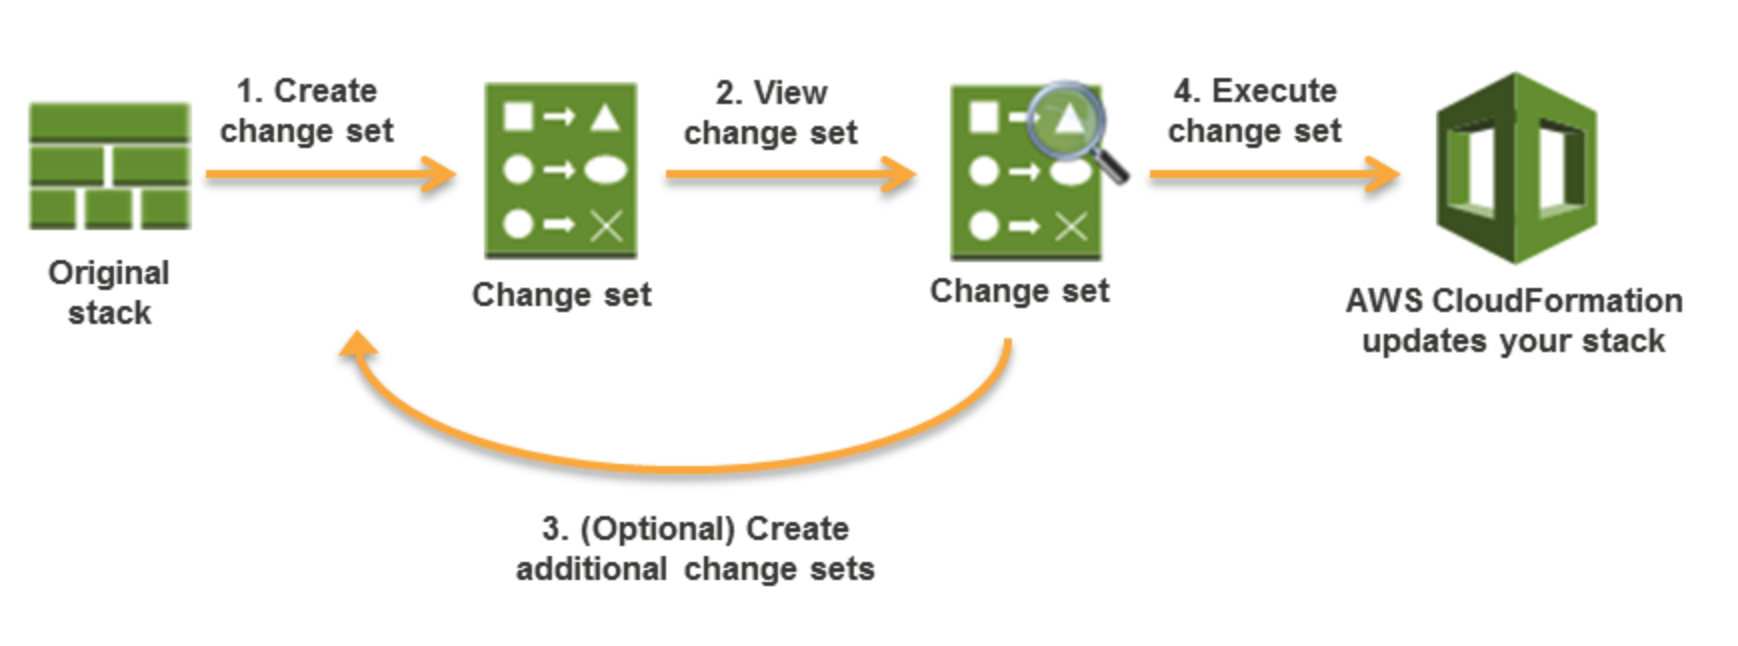 1. Create
change set
2. View
change set
4. Execute
change set
Original
stack
Change set
Change set
AWS CloudFormation
updates your stack
3. (Optional) Create
additional change sets